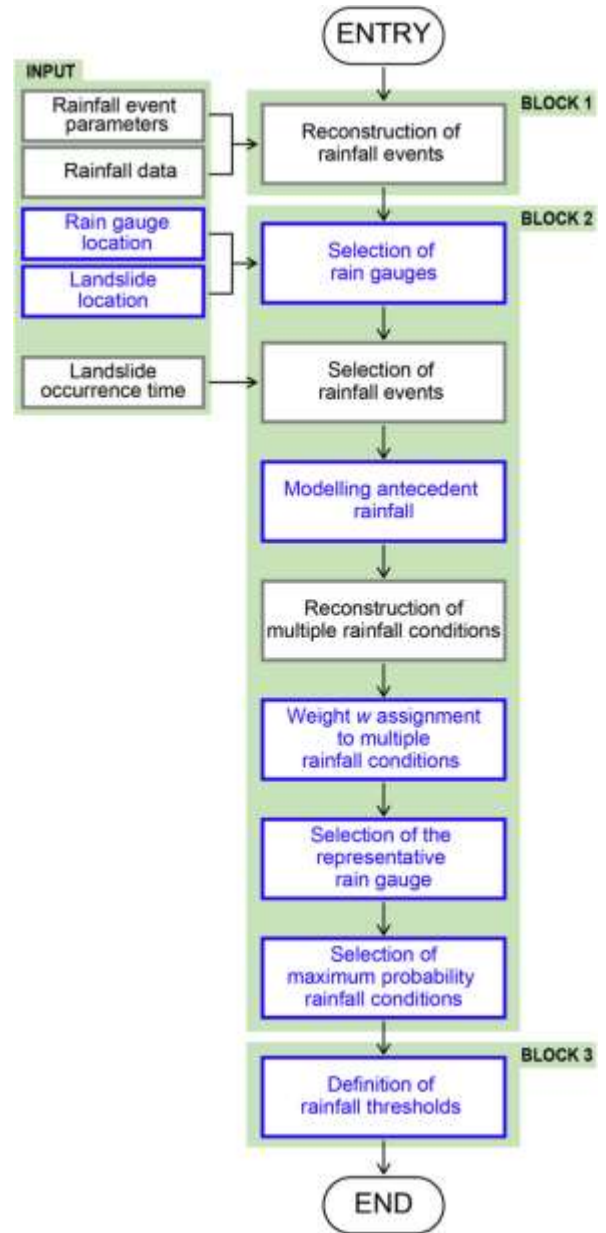 ENTRY
INPUT
Rainfall event
parameters
Rainfall data
BLOCK 1
Reconstruction of
rainfall events
Rain gauge
location
Landslide
location
BLOCK 2
Selection of
rain gauges
Landslide
occurrence time
Selection of
rainfall events
Modelling antecedent
rainfall
Reconstruction of
multiple rainfall conditions
Weight w assignment
to multiple
rainfall conditions
Selection of the
representative
rain gauge
Selection of
maximum probability
rainfall conditions
BLOCK 3
Definition of
rainfall thresholds
END